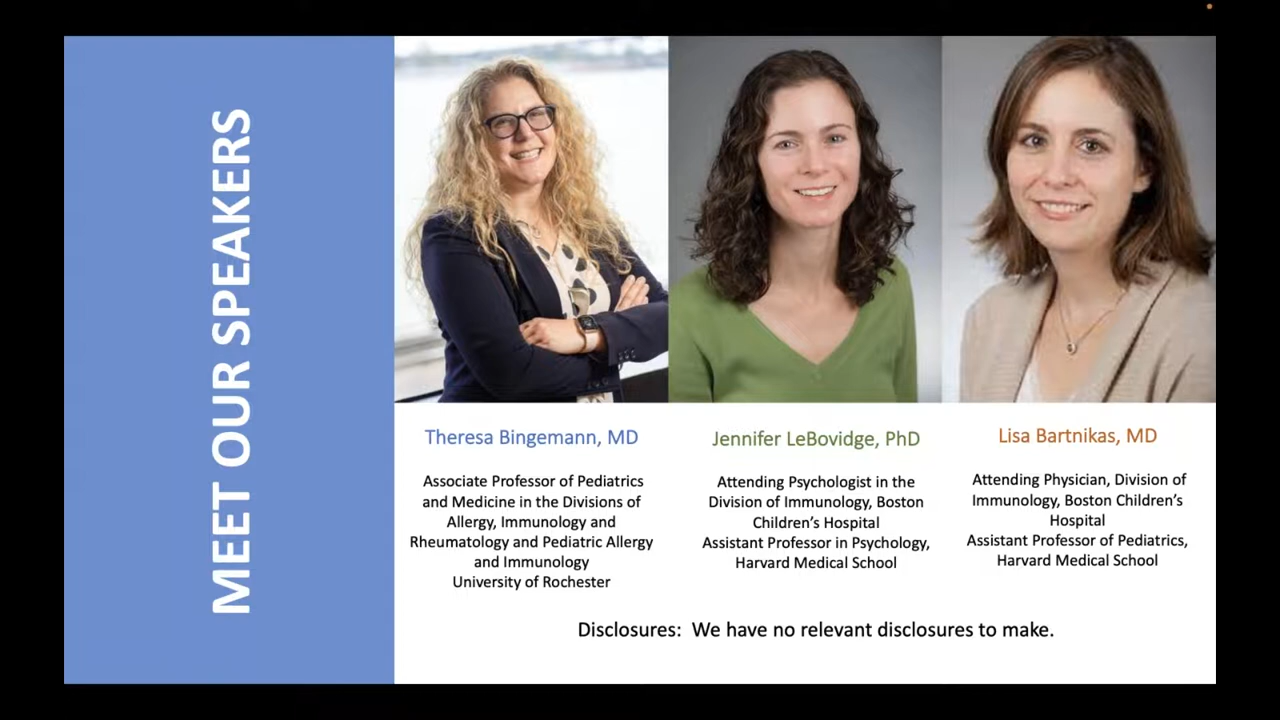 MEET OUR SPEAKERS
Theresa Bingemann, MD
Associate Professor of Pediatrics
and Medicine in the Divisions of
Allergy, Immunology and
Rheumatology and Pediatric Allergy
and Immunology
University of Rochester
Jennifer LeBovidge, PhD
Attending Psychologist in the
Division of Immunology, Boston
Children's Hospital
Assistant Professor in Psychology,
Harvard Medical School
Lisa Bartnikas, MD
Attending Physician, Division of
Immunology, Boston Children's
Hospital
Assistant Professor of Pediatrics,
Harvard Medical School
Disclosures:  We have no relevant disclosures to make.